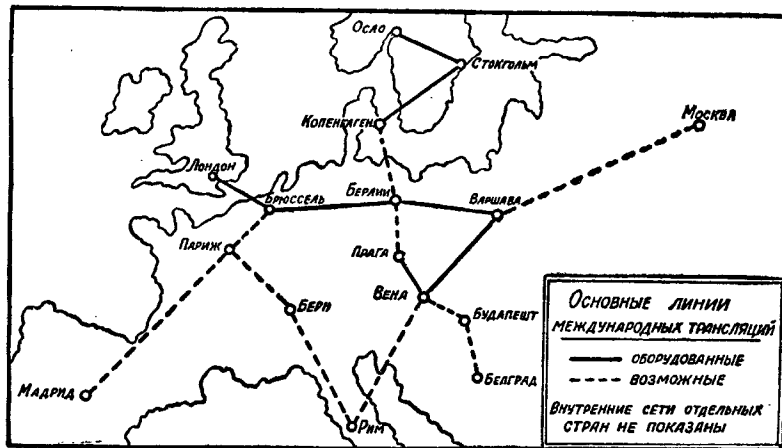 Осло
Стокгольм
Копенгаген
Москва
Лондон
Берлин
Варшава
Брюссель
Париж
Прага
Вена
Берн
Будапешт
Мадрид
Белград
Рим
Основные линии
международных трансляций
оборудованные
возможные
Внутренние сети отдельных
стран не показаны